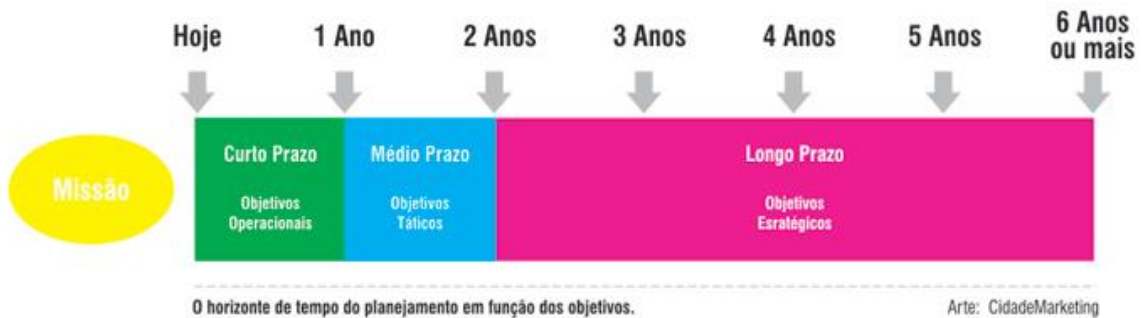 Hoje
1 Ano
2 Anos
3 Anos
4 Anos
5 Anos
6 Anos
ou mais
Missão
Curto Prazo
Objetivos
Operacionais
Médio Prazo
Objetivos
Táticos
Longo Prazo
Objetivos
Esratégicos
O horizonte de tempo do planejamento em função dos objetivos.
Arte: CidadeMarketing